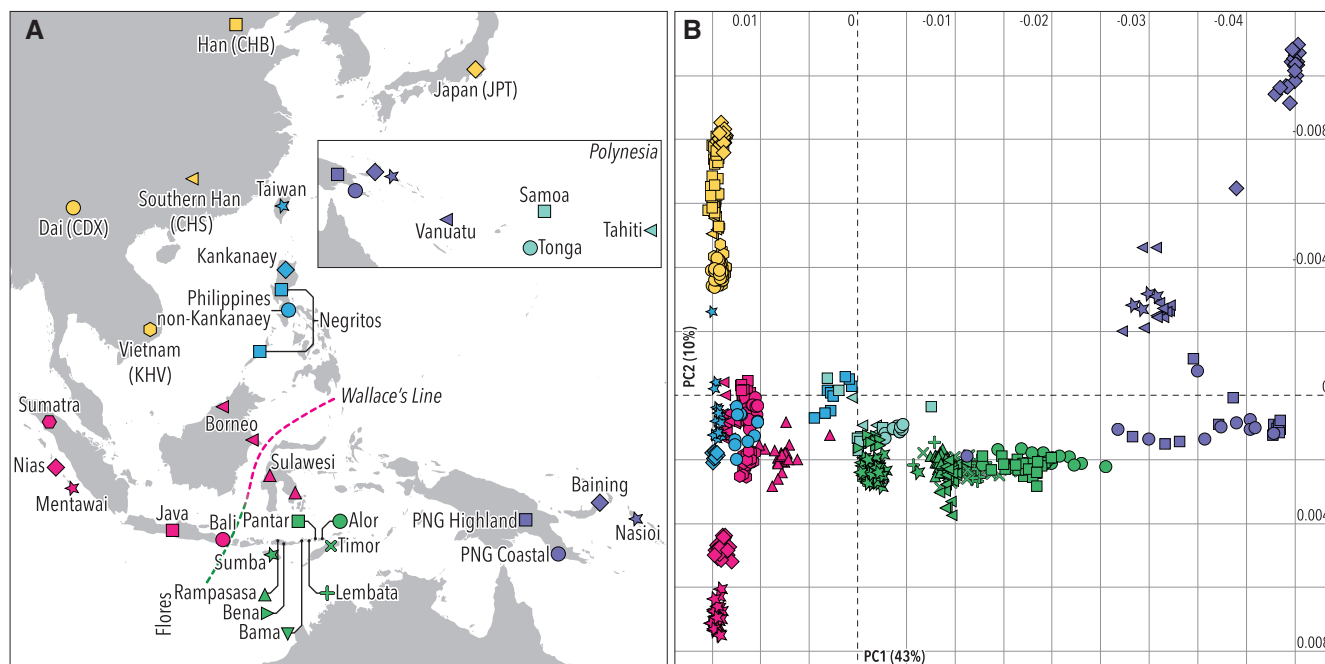 A
Han (CHB)
Japan (JPT)
Polynesia
Samoa
Vanuatu
Tahiti
Tonga
Taiwan
Southern Han
(CHS)
Dai (CDX)
Kankanaey
Philippines
non-Kankanaey
Negritos
Vietnam
(KHV)
Wallace's Line
Sumatra
Borneo
Nias
Sulawesi
Mentawai
Baining
Java
Bali
Pantar
Alor
PNG Highland
Nasioi
Timor
PNG Coastal
Sumba
Rampasasa
Lembata
Flores
Bena
Bama
B
0.01
0
-0.01
-0.02
-0.03
-0.04
-0.008
-0.004
0
0.004
0.008
PC2 (10%)
PC1 (43%)